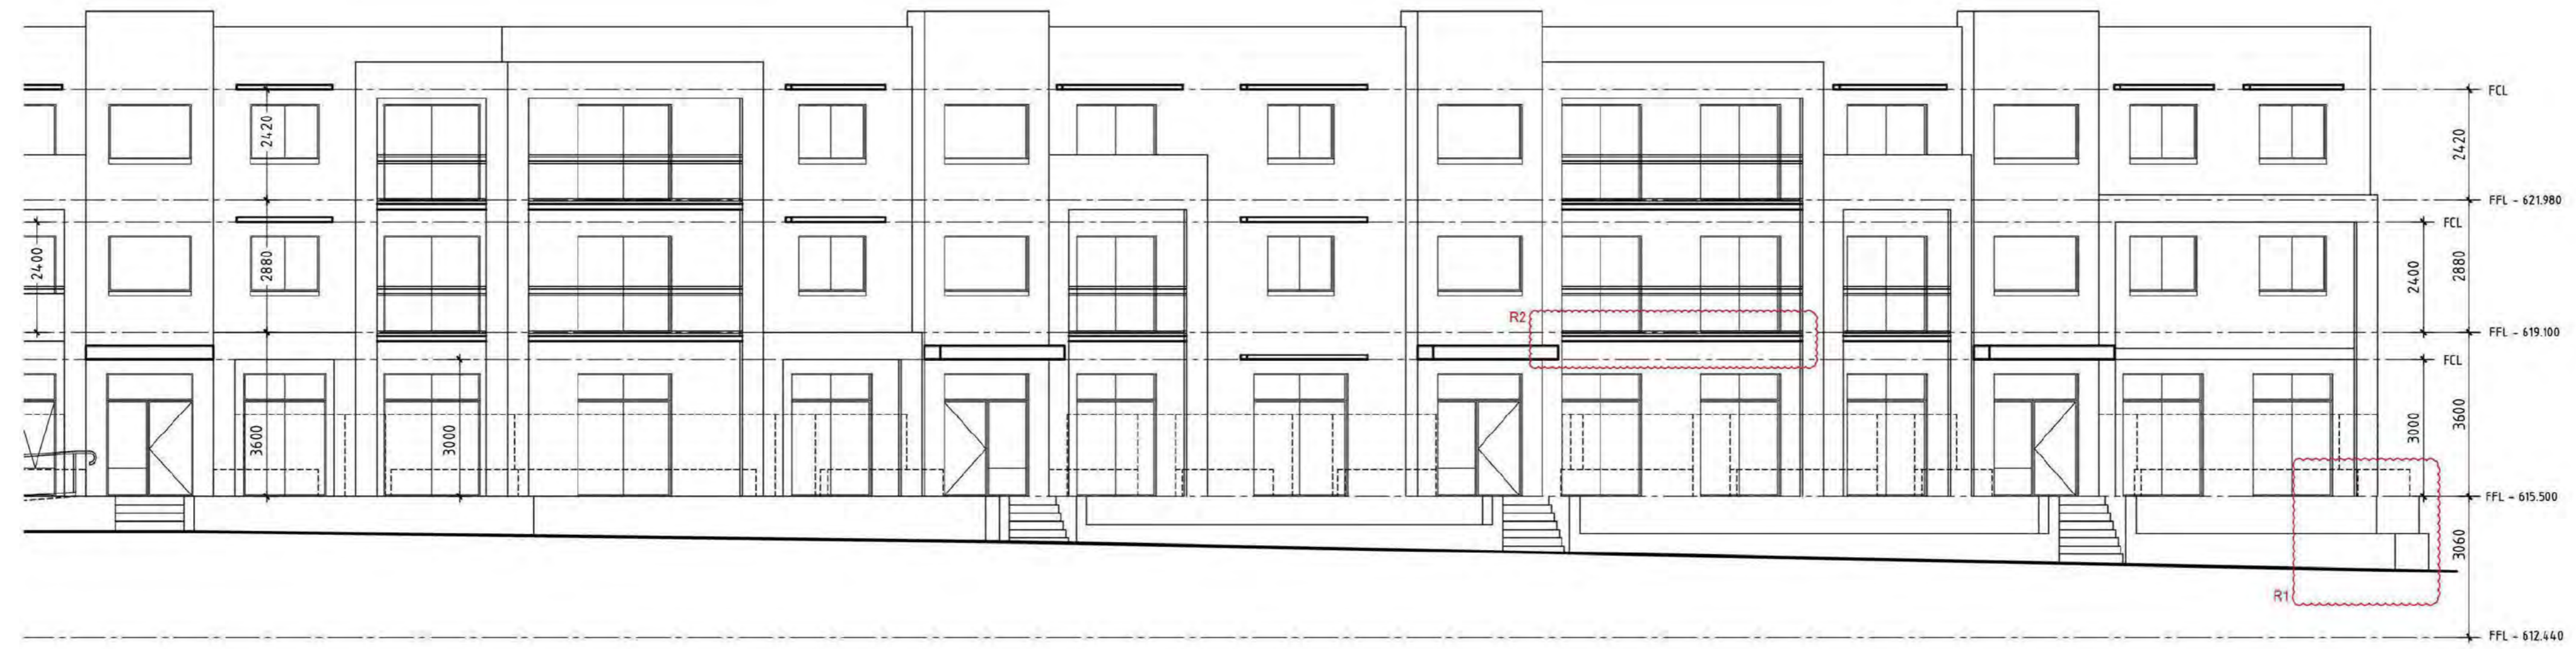 FCL
2420
2420
FFL - 621.980
FCL
2400
2880
2400
2880
R2
FFL - 619.100
FCL
3600
3000
3000
3600
FFL - 615.500
3060
R1
FFL - 612.440